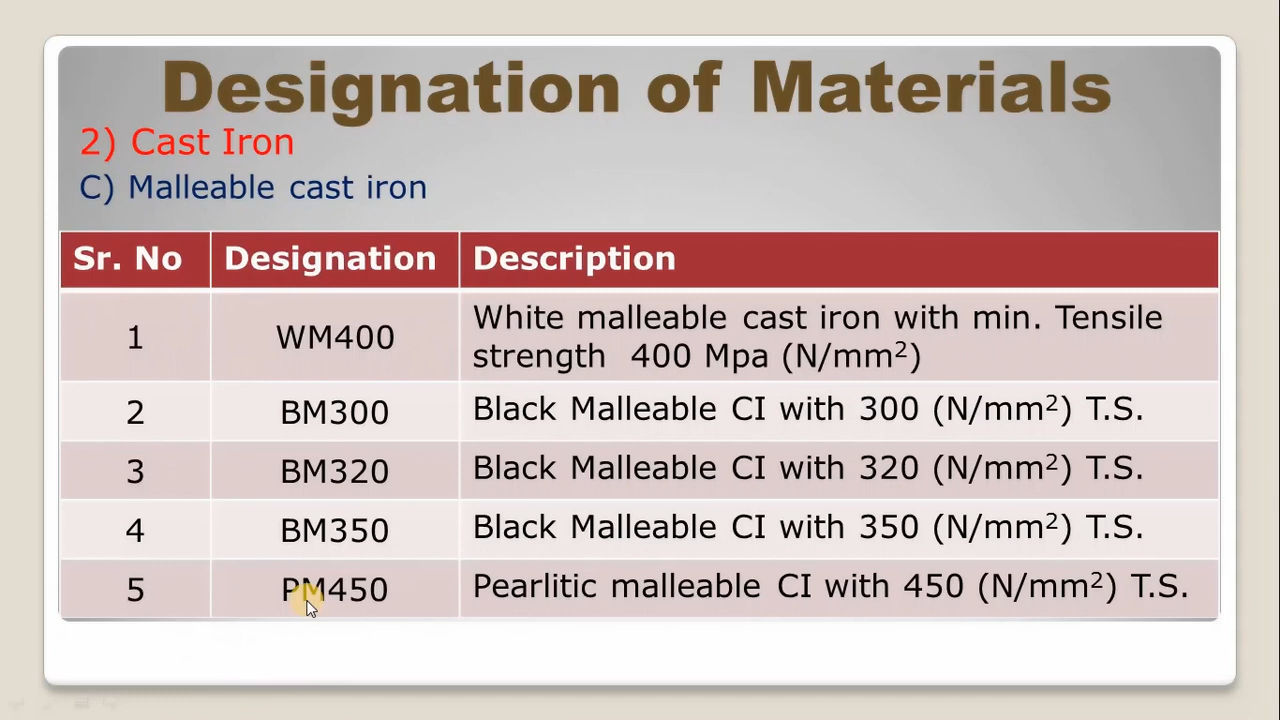 Designation of Materials
2) Cast Iron
C) Malleable cast iron
Sr. No Designation Description
1 WM400 White malleable cast iron with min. Tensile
strength 400 Mpa (N/mm²)
2 BM300 Black Malleable CI with 300 (N/mm²) T.S.
3 BM320 Black Malleable CI with 320 (N/mm²) T.S.
4 BM350 Black Malleable CI with 350 (N/mm²) T.S.
5 PM450 Pearlitic malleable CI with 450 (N/mm²) T.S.